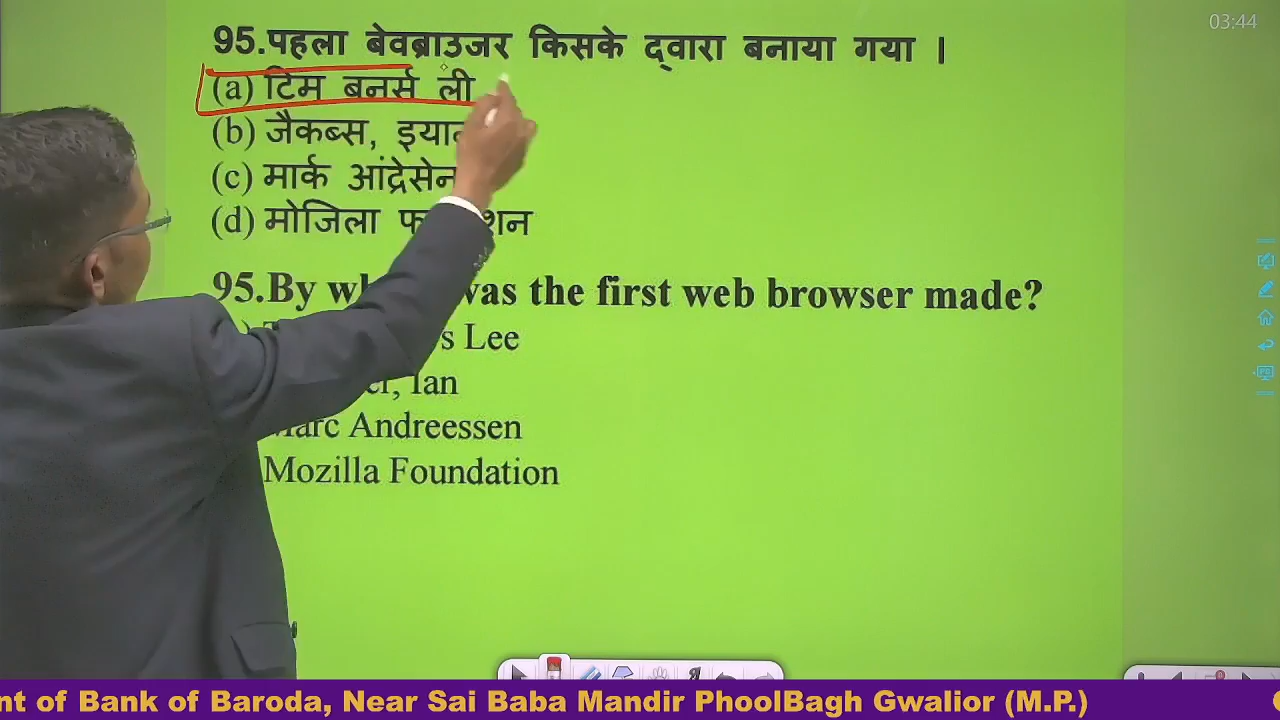 03:44
95.पहला बेवब्राउजर किसके द्वारा बनाया गया ।
(a) टिम बनर्स ली
(b) जैकब्स,
(c) मार्क आंद्रेसेन
(d) मोजिला
95.By was the first web browser made?
Lee
Ian
Marc Andreessen
Mozilla Foundation
of Bank of Baroda, Near Sai Baba Mandir PhoolBagh Gwalior (M.P.)